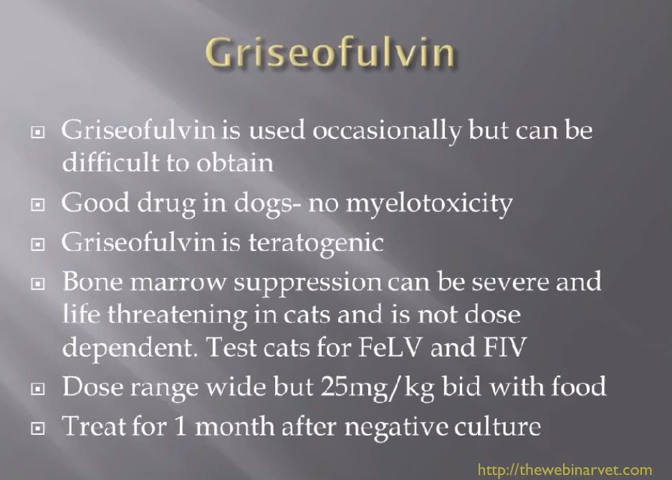 Griseofulvin
Griseofulvin is used occasionally but can be
difficult to obtain
Good drug in dogs- no myelotoxicity
Griseofulvin is teratogenic
Bone marrow suppression can be severe and
life threatening in cats and is not dose
dependent. Test cats for FeLV and FIV
Dose range wide but 25mg/kg bid with food
Treat for 1 month after negative culture
http://thewebinarvet.com